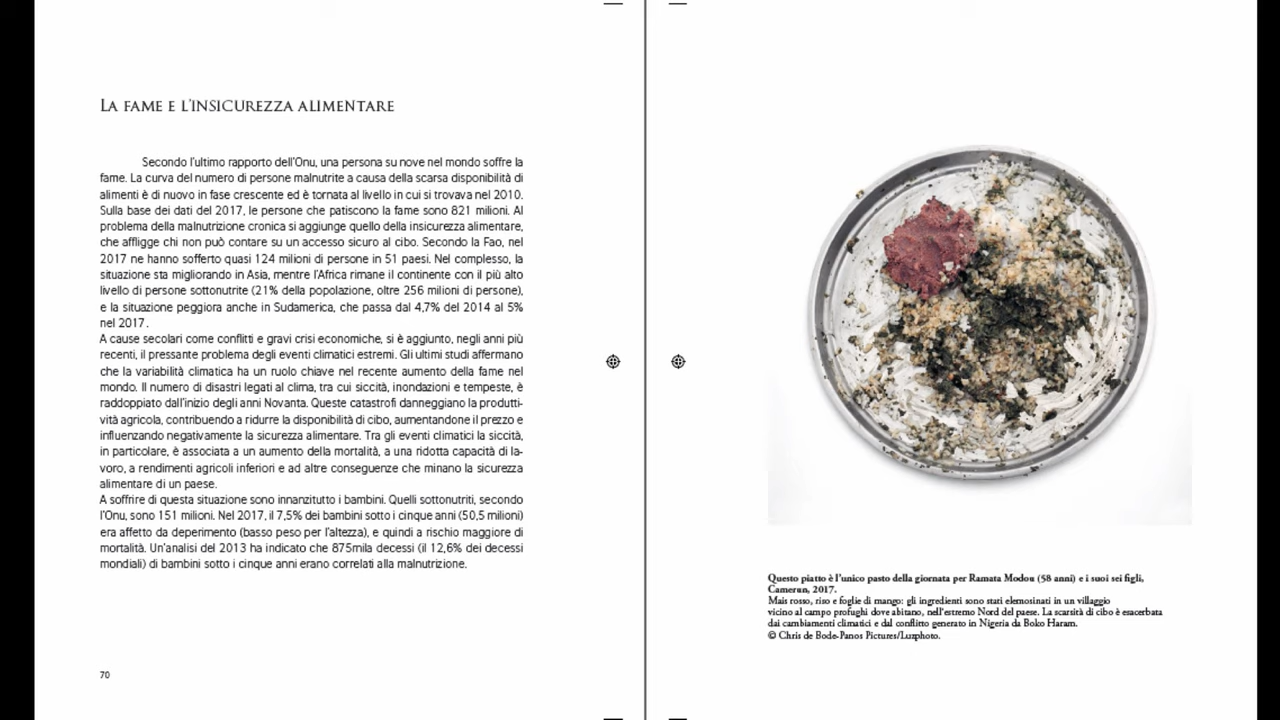 La fame e l'insicurezza alimentare
Secondo l'ultimo rapporto dell'Onu, una persona su nove nel mondo soffre la
fame. La curva del numero di persone malnutrite a causa della scarsa disponibilità di
alimenti è di nuovo in fase crescente ed è tornata al livello in cui si trovava nel 2010.
Sulla base dei dati del 2017, le persone che patiscono la fame sono 821 milioni. Al
problema della malnutrizione cronica si aggiunge quello della insicurezza alimentare,
che affligge chi non può contare su un accesso sicuro al cibo. Secondo la Fao, nel
2017 ne hanno sofferto quasi 124 milioni di persone in 51 paesi. Nel complesso, la
situazione sta migliorando in Asia, mentre l'Africa rimane il continente con il più alto
livello di persone sottonutrite (21% della popolazione, oltre 256 milioni di persone),
e la situazione peggiora anche in Sudamerica, che passa dal 4,7% del 2014 al 5%
nel 2017.
A cause secolari come conflitti e gravi crisi economiche, si è aggiunto, negli anni più
recenti, il pressante problema degli eventi climatici estremi. Gli ultimi studi affermano
che la variabilità climatica ha un ruolo chiave nel recente aumento della fame nel
mondo. Il numero di disastri legati al clima, tra cui siccità, inondazioni e tempeste, è
raddoppiato dall'inizio degli anni Novanta. Queste catastrofi danneggiano la produtti-
vità agricola, contribuendo a ridurre la disponibilità di cibo, aumentandone il prezzo e
influenzando negativamente la sicurezza alimentare. Tra gli eventi climatici la siccità,
in particolare, è associata a un aumento della mortalità, a una ridotta capacità di la-
voro, a rendimenti agricoli inferiori e ad altre conseguenze che minano la sicurezza
alimentare di un paese.
A soffrire di questa situazione sono innanzitutto i bambini. Quelli sottonutriti, secondo
l'Onu, sono 151 milioni. Nel 2017, il 7,5% dei bambini sotto i cinque anni (50,5 milioni)
era affetto da deperimento (basso peso per l'altezza), e quindi a rischio maggiore di
mortalità. Un'analisi del 2013 ha indicato che 875mila decessi (il 12,6% dei decessi
mondiali) di bambini sotto i cinque anni erano correlati alla malnutrizione.
70
Questo piatto è l'unico pasto della giornata per Ramata Modou (58 anni) e i suoi sei figli,
Camerun, 2017.
Mais rosso, riso e foglie di mango: gli ingredienti sono stati elemosinati in un villaggio
vicino al campo profughi dove abitano, nell'estremo Nord del paese. La scarsità di cibo è esacerbata
dai cambiamenti climatici e dal conflitto generato in Nigeria da Boko Haram.
© Chris de Bode-Panos Pictures/Luzphoto.